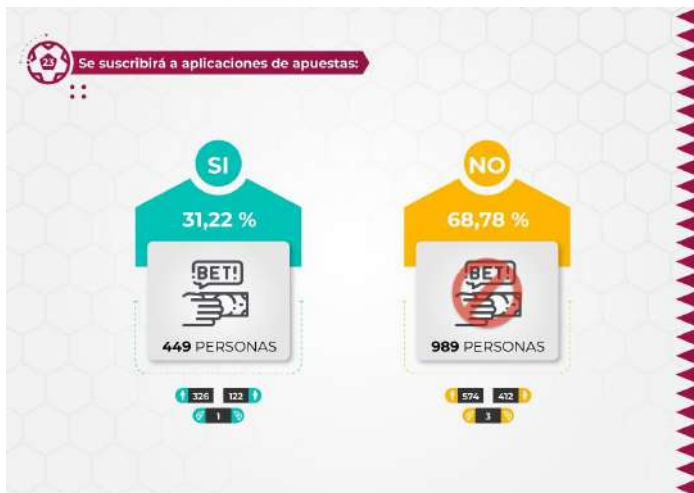 23
Se suscribirá a aplicaciones de apuestas:
SI
NO
31,22 %
68,78 %
BET!
BET!
449 PERSONAS
989 PERSONAS
326 122
574 412
1
3